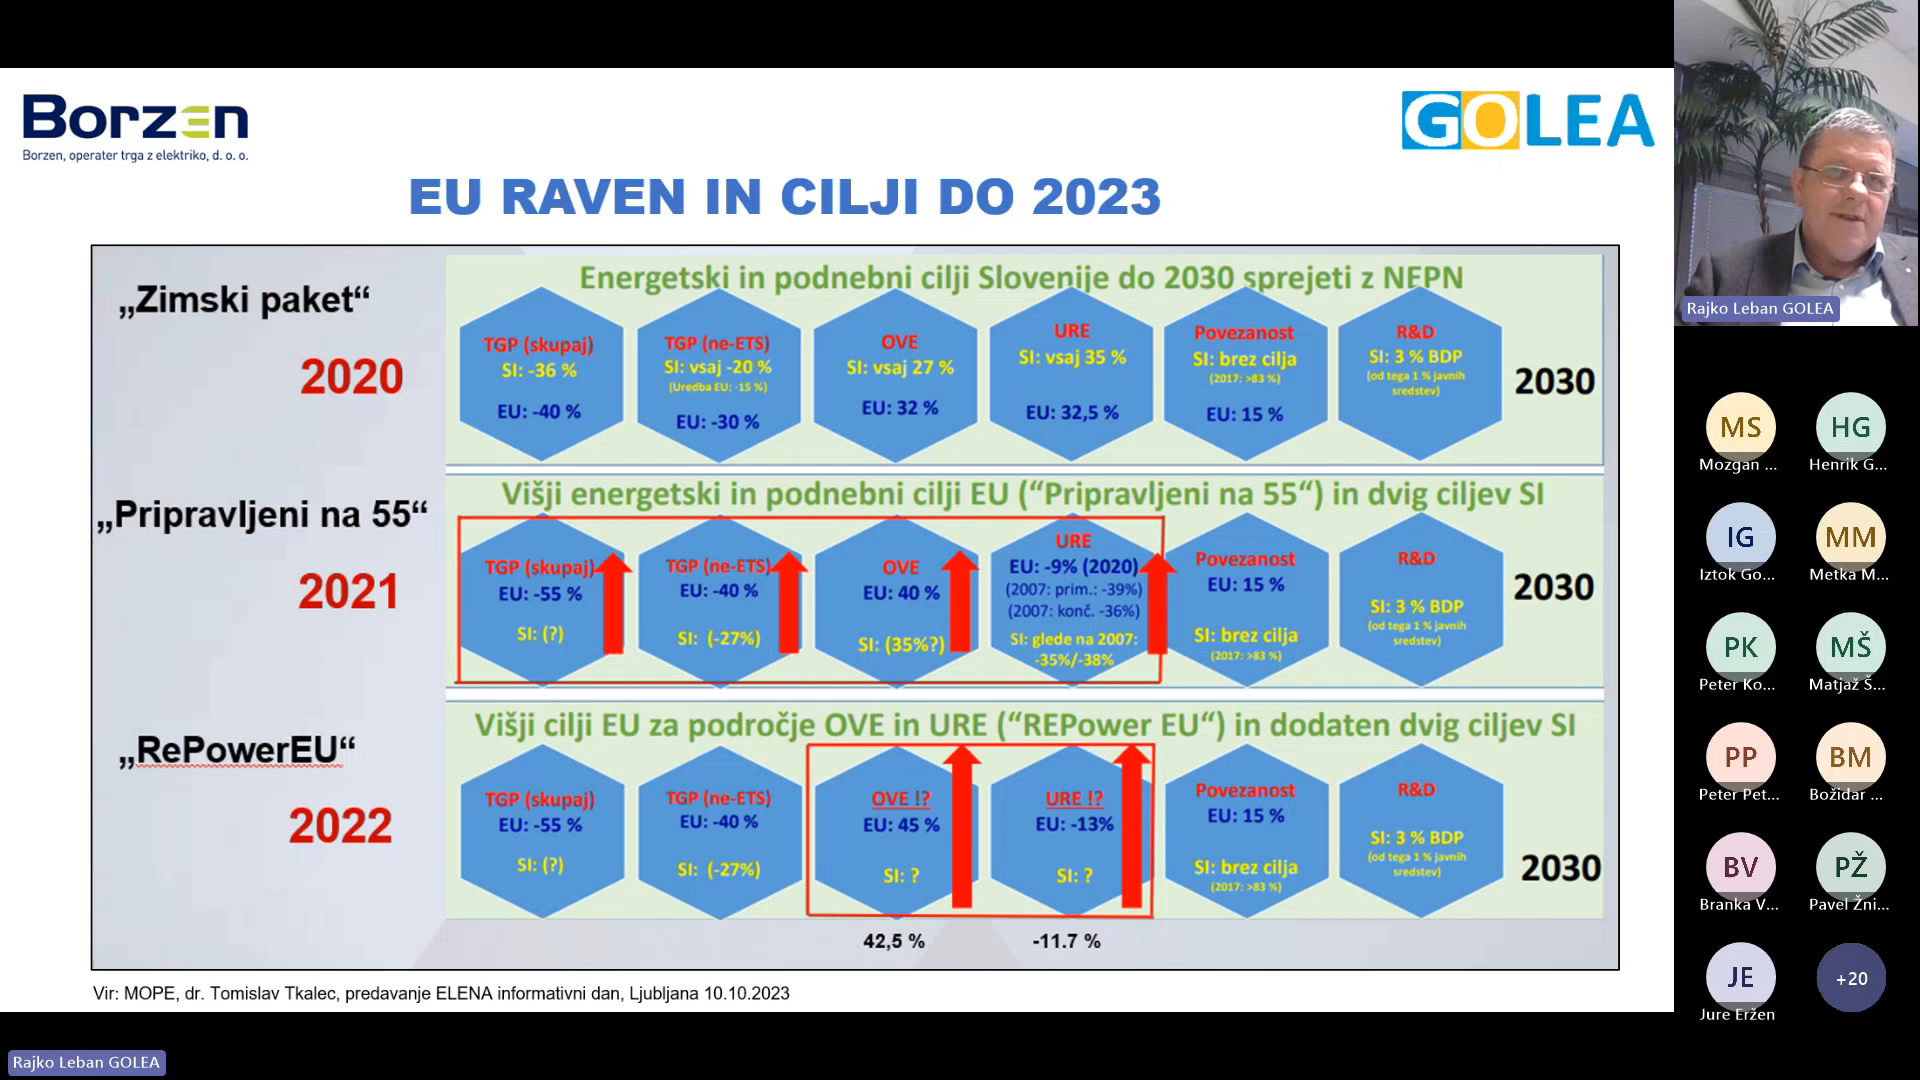 Borzen
Borzen, operater trga z elektriko, d. o. o.
GOLEA
EU RAVEN IN CILJI DO 2023
„Zimski paket“
2020
Energetski in podnebni cilji Slovenije do 2030 sprejeti z NEPN
TGP (skupaj)
SI: -36 %
EU: -40 %
TGP (ne-ETS)
SI: vsaj -20 %
(Uredba EU: -15 %)
EU: -30 %
OVE
SI: vsaj 27 %
EU: 32 %
URE
SI: vsaj 35 %
EU: 32,5 %
Povezanost
SI: brez cilja
(2017: >83 %)
EU: 15 %
R&D
SI: 3 % BDP
(od tega 1 % javnih
sredstev)
2030
„Pripravljeni na 55“
2021
Višji energetski in podnebni cilji EU (“Pripravljeni na 55“) in dvig ciljev SI
TGP (skupaj)
EU: -55 %
SI: (?)
TGP (ne-ETS)
EU: -40 %
SI: (-27%)
OVE
EU: 40 %
SI: (35%?)
URE
EU: -9% (2020)
(2007: prim.: -39%)
(2007: konč. -36%)
SI: glede na 2007:
-35%/-38%
Povezanost
EU: 15 %
SI: brez cilja
(2017: >83 %)
R&D
SI: 3 % BDP
(od tega 1 % javnih
sredstev)
2030
„RePowerEU“
2022
Višji cilji EU za področje OVE in URE (“REPower EU“) in dodaten dvig ciljev SI
TGP (skupaj)
EU: -55 %
SI: (?)
TGP (ne-ETS)
EU: -40 %
SI: (-27%)
OVE !?
EU: 45 %
SI: ?
URE !?
EU: -13%
SI: ?
Povezanost
EU: 15 %
SI: brez cilja
(2017: >83 %)
R&D
SI: 3 % BDP
(od tega 1 % javnih
sredstev)
2030
42,5 %
-11.7 %
Vir: MOPE, dr. Tomislav Tkalec, predavanje ELENA informativni dan, Ljubljana 10.10.2023
Rajko Leban GOLEA
Rajko Leban GOLEA
MS
Mozgan ...
HG
Henrik G...
IG
Iztok Go...
MM
Metka M...
PK
Peter Ko...
MŠ
Matjaž Š...
PP
Peter Pet...
BM
Božidar ...
BV
Branka V...
PŽ
Pavel Žni...
JE
Jure Eržen
+20